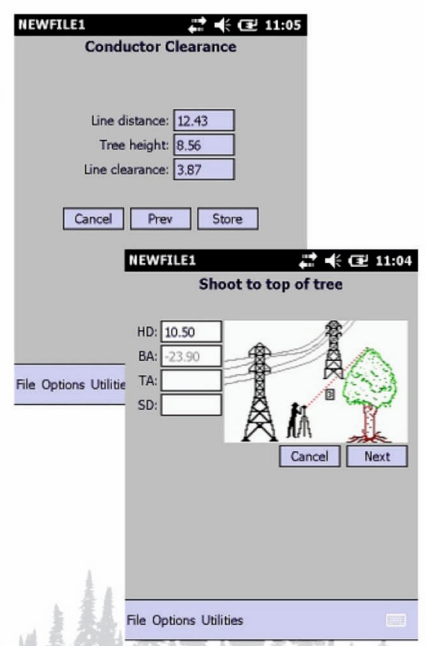 NEWFILE1 11:05
Conductor Clearance
Line distance: 12.43
Tree height: 8.56
Line clearance: 3.87
Cancel Prev Store
File Options Utilitie
NEWFILE1 11:04
Shoot to top of tree
HD: 10.50
BA: -23.90
TA:
SD:
3
Cancel Next
File Options Utilities